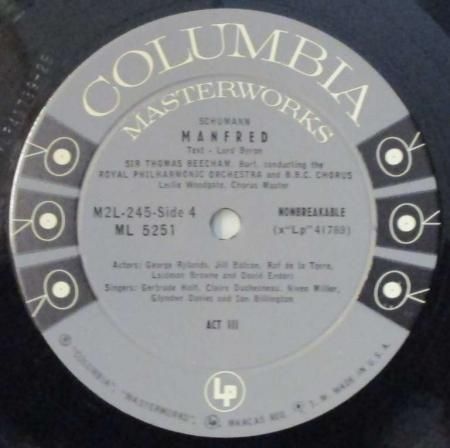 COLUMBIA
MASTERWORKS
SCHUMANN
MANFRED
Text - Lord Byron
SIR THOMAS BEECHAM, Bart. conducting the
ROYAL PHILHARMONIC ORCHESTRA and B.B.C. CHORUS
Leslie Woodgate, Chorus Master
M2L-245-Side 4
NONBREAKABLE
ML 5251
(x"Lp"41769)
Actors: George Rylands, Jill Balcon, Raf de la Torre,
Laidman Browne and David Enders
Singers: Gertrude Holt, Claire Duchesneau, Niven Miller,
Glyndwr Davies and Ian Billington
ACT III
Lp
® "COLUMBIA", "MASTERWORKS", MARCAS REG. T. M. MADE IN U.S.A.